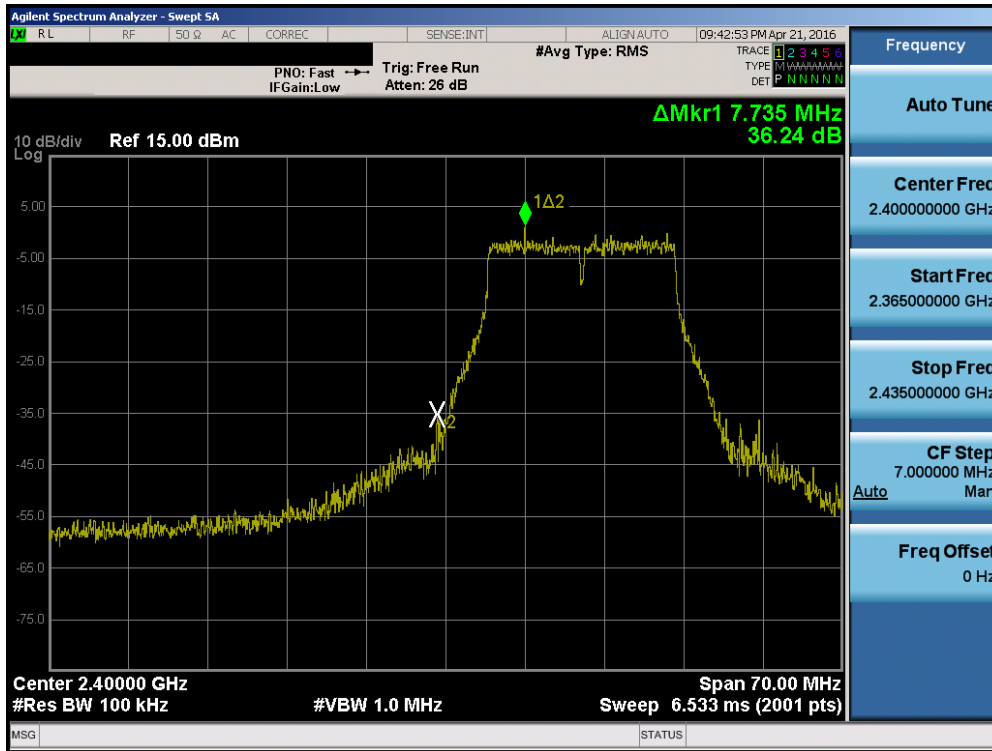 Agilent Spectrum Analyzer - Swept SA
LXI RL RF 50 Ω AC CORREC SENSE:INT ALIGN AUTO 09:42:53 PM Apr 21, 2016
PNO: Fast
IFGain:Low
Trig: Free Run
Atten: 26 dB
#Avg Type: RMS
TRACE 1 2 3 4 5 6
TYPE M
DET P N N N N N
ΔMkr1 7.735 MHz
36.24 dB
10 dB/div Ref 15.00 dBm
Log
1Δ2
5.00
-5.00
-15.0
-25.0
-35.0
X2
-45.0
-55.0
-65.0
-75.0
Center 2.40000 GHz Span 70.00 MHz
#Res BW 100 kHz #VBW 1.0 MHz Sweep 6.533 ms (2001 pts)
MSG STATUS
Frequency
Auto Tune
Center Freq
2.400000000 GHz
Start Freq
2.365000000 GHz
Stop Freq
2.435000000 GHz
CF Step
7.000000 MHz
Auto Man
Freq Offset
0 Hz